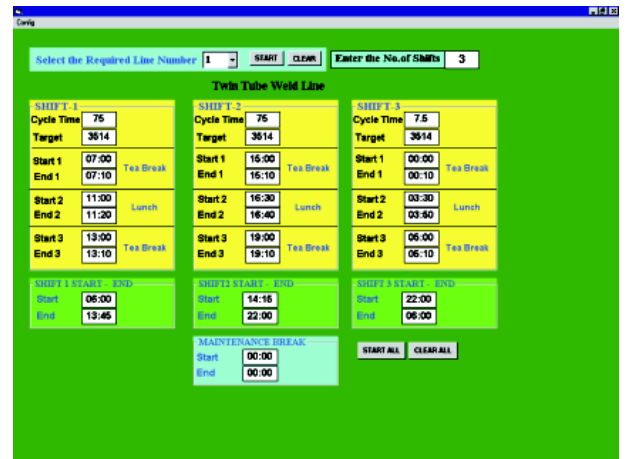 Config
Select the Required Line Number 1 START CLEAR Enter the No.of Shifts 3
Twin Tube Weld Line
SHIFT-1
Cycle Time 75
Target 3514
Start 1 07:00
End 1 07:10
Tea Break
Start 2 11:00
End 2 11:20
Lunch
Start 3 13:00
End 3 13:10
Tea Break
SHIFT-2
Cycle Time 75
Target 3514
Start 1 15:00
End 1 15:10
Tea Break
Start 2 16:30
End 2 16:40
Lunch
Start 3 19:00
End 3 19:10
Tea Break
SHIFT-3
Cycle Time 7.5
Target 3514
Start 1 00:00
End 1 00:10
Tea Break
Start 2 03:30
End 2 03:50
Lunch
Start 3 05:00
End 3 05:10
Tea Break
SHIFT 1 START - END
Start 06:00
End 13:45
SHIFT2 START - END
Start 14:15
End 22:00
SHIFT 3 START - END
Start 22:00
End 06:00
MAINTENANCE BREAK
Start 00:00
End 00:00
START ALL CLEAR ALL